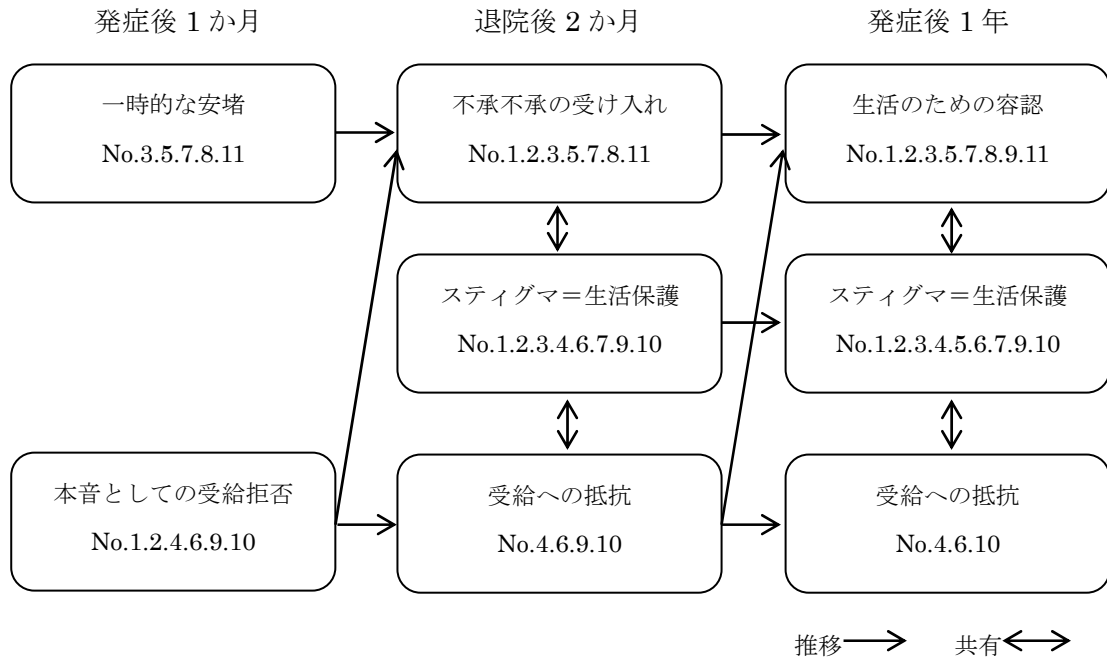 発症後 1 か月
退院後 2 か月
発症後 1 年
一時的な安堵
No.3.5.7.8.11
不承不承の受け入れ
No.1.2.3.5.7.8.11
生活のための容認
No.1.2.3.5.7.8.9.11
スティグマ＝生活保護
No.1.2.3.4.6.7.9.10
スティグマ＝生活保護
No.1.2.3.4.5.6.7.9.10
本音としての受給拒否
No.1.2.4.6.9.10
受給への抵抗
No.4.6.9.10
受給への抵抗
No.4.6.10
推移
共有